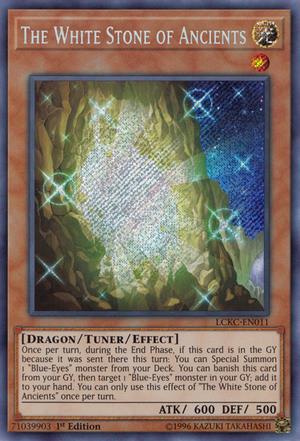 The White Stone of Ancients
LIGHT
LCKC-EN011
[Dragon/Tuner/Effect]
Once per turn, during the End Phase, if this card is in the GY
because it was sent there this turn: You can Special Summon
1 "Blue-Eyes" monster from your Deck. You can banish this card
from your GY, then target 1 "Blue-Eyes" monster in your GY; add it
to your hand. You can only use this effect of "The White Stone of
Ancients" once per turn.
ATK/ 600 DEF/ 500
71039903 1st Edition ©1996 KAZUKI TAKAHASHI